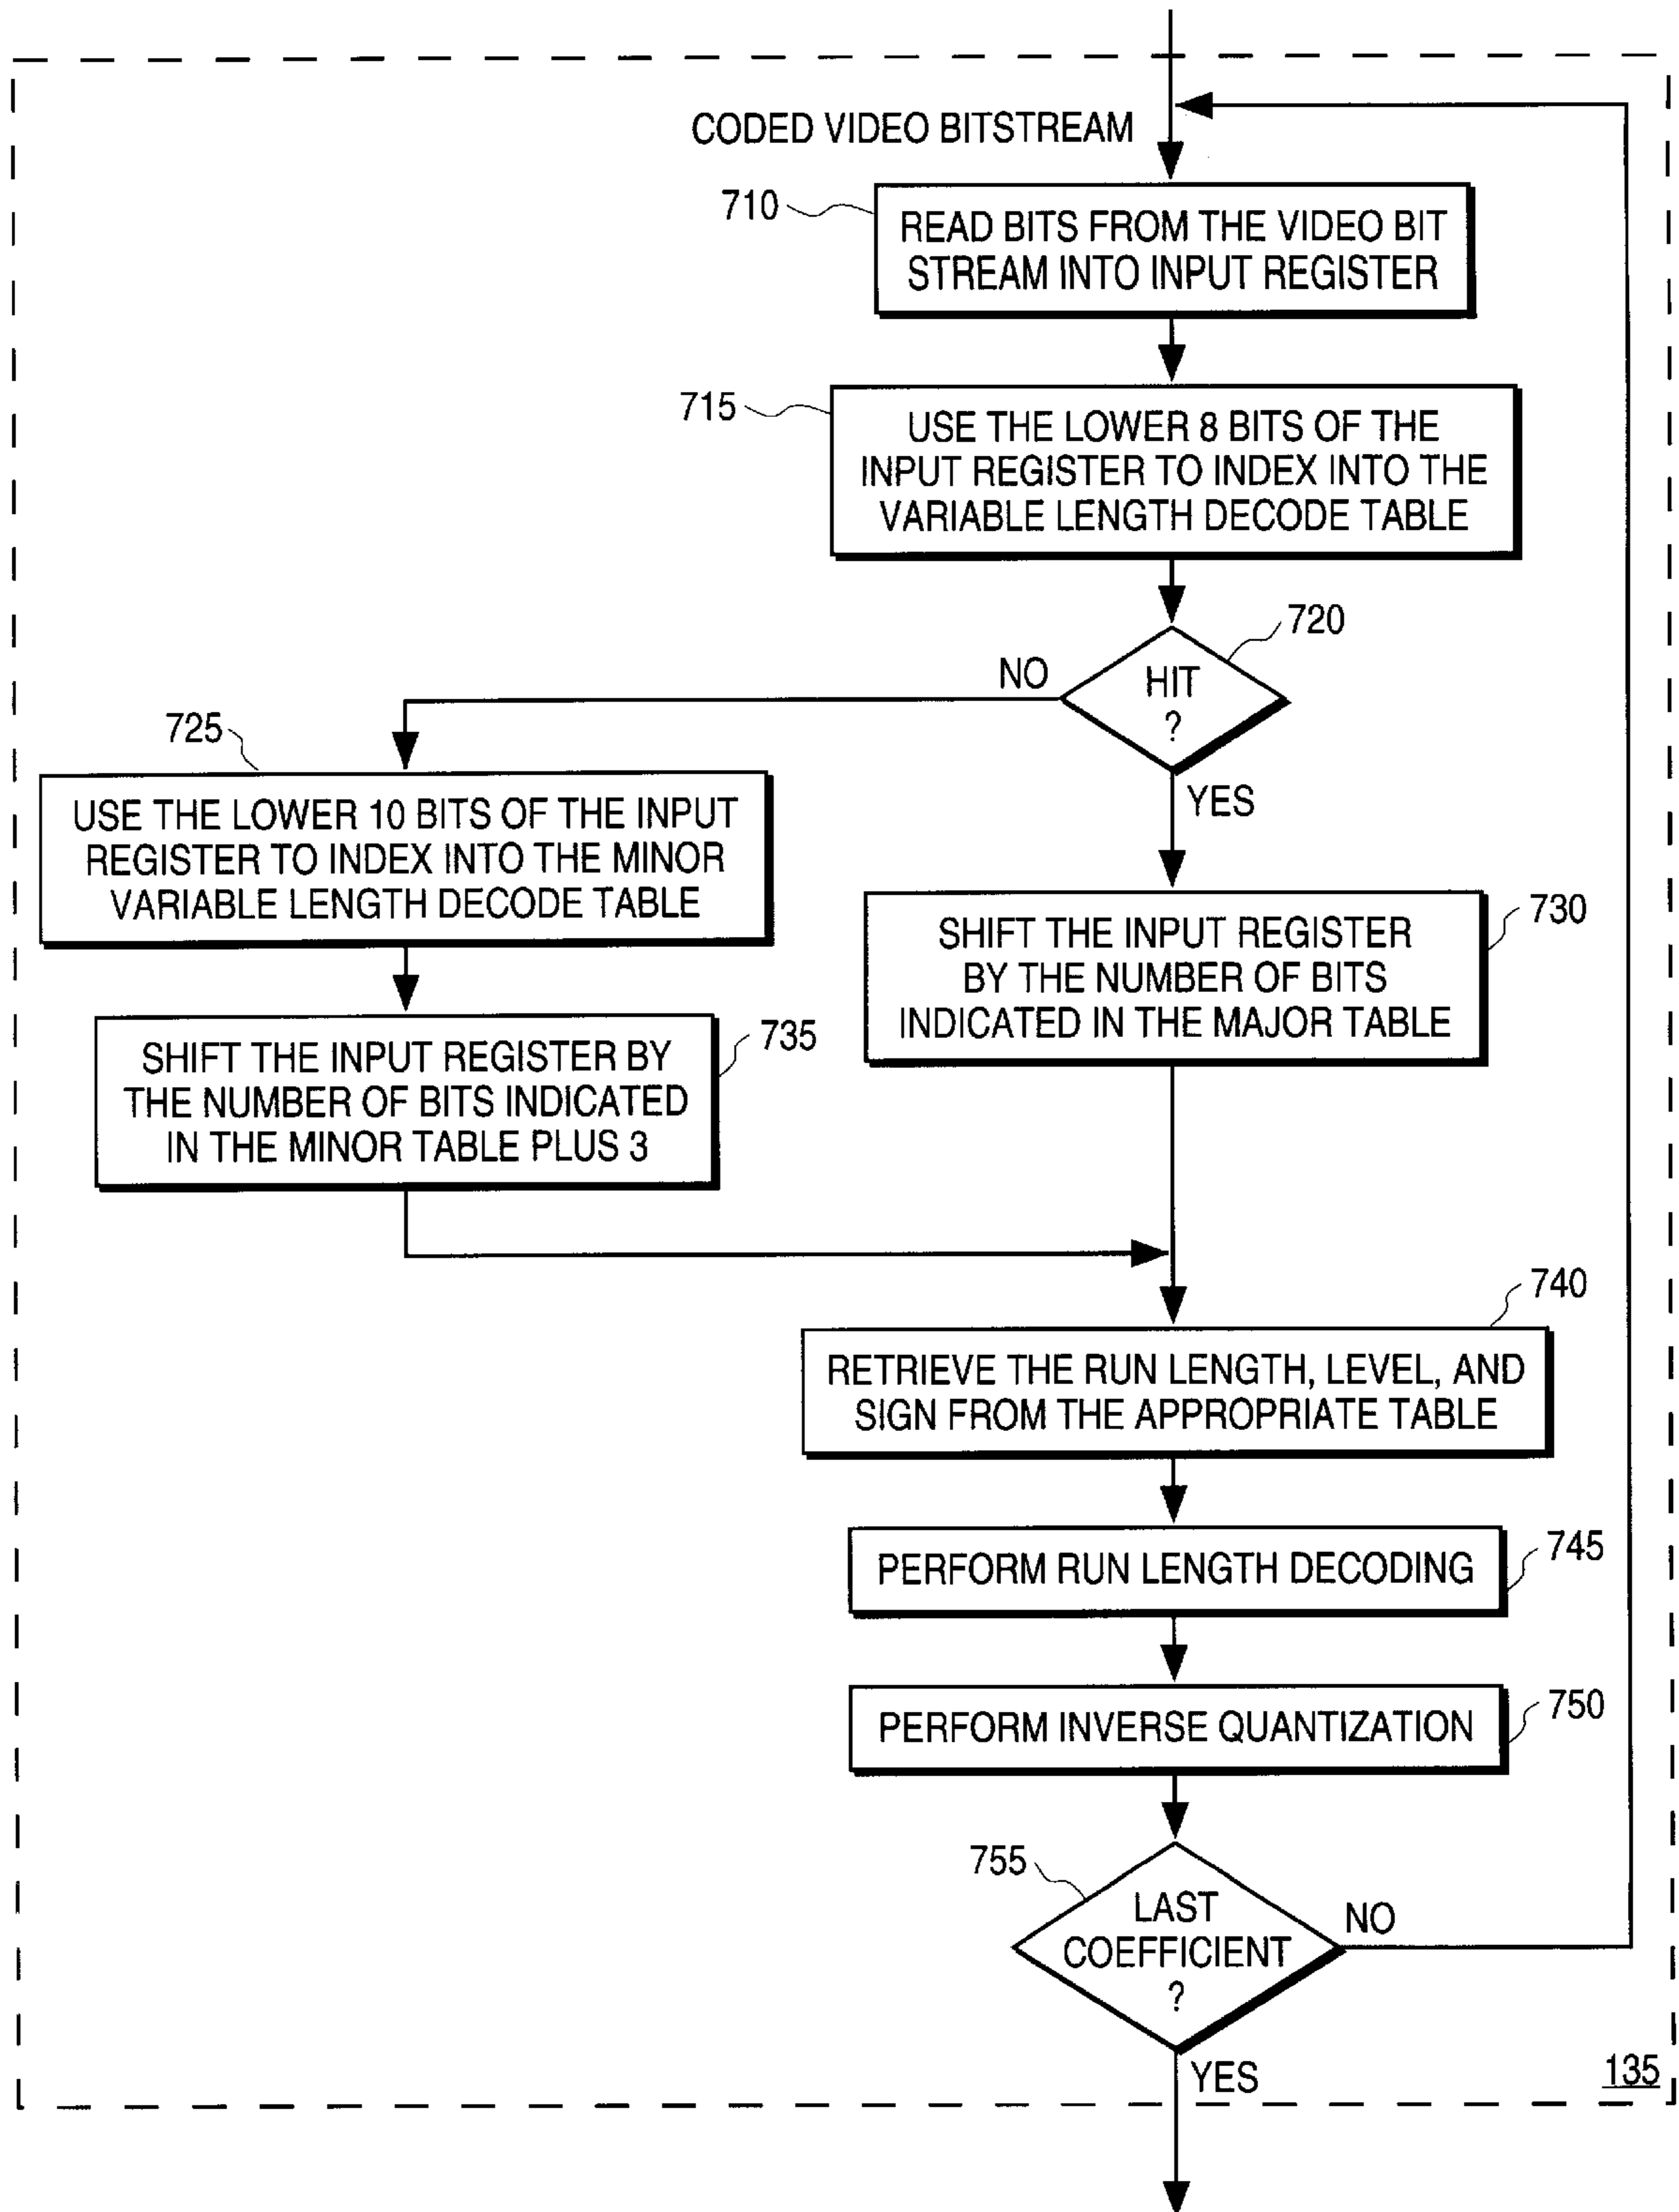 CODED VIDEO BITSTREAM
710
READ BITS FROM THE VIDEO BIT
STREAM INTO INPUT REGISTER
715
USE THE LOWER 8 BITS OF THE
INPUT REGISTER TO INDEX INTO THE
VARIABLE LENGTH DECODE TABLE
720
HIT
?
NO
YES
725
USE THE LOWER 10 BITS OF THE INPUT
REGISTER TO INDEX INTO THE MINOR
VARIABLE LENGTH DECODE TABLE
730
SHIFT THE INPUT REGISTER
BY THE NUMBER OF BITS
INDICATED IN THE MAJOR TABLE
735
SHIFT THE INPUT REGISTER BY
THE NUMBER OF BITS INDICATED
IN THE MINOR TABLE PLUS 3
740
RETRIEVE THE RUN LENGTH, LEVEL, AND
SIGN FROM THE APPROPRIATE TABLE
745
PERFORM RUN LENGTH DECODING
750
PERFORM INVERSE QUANTIZATION
755
LAST
COEFFICIENT
?
NO
YES
135